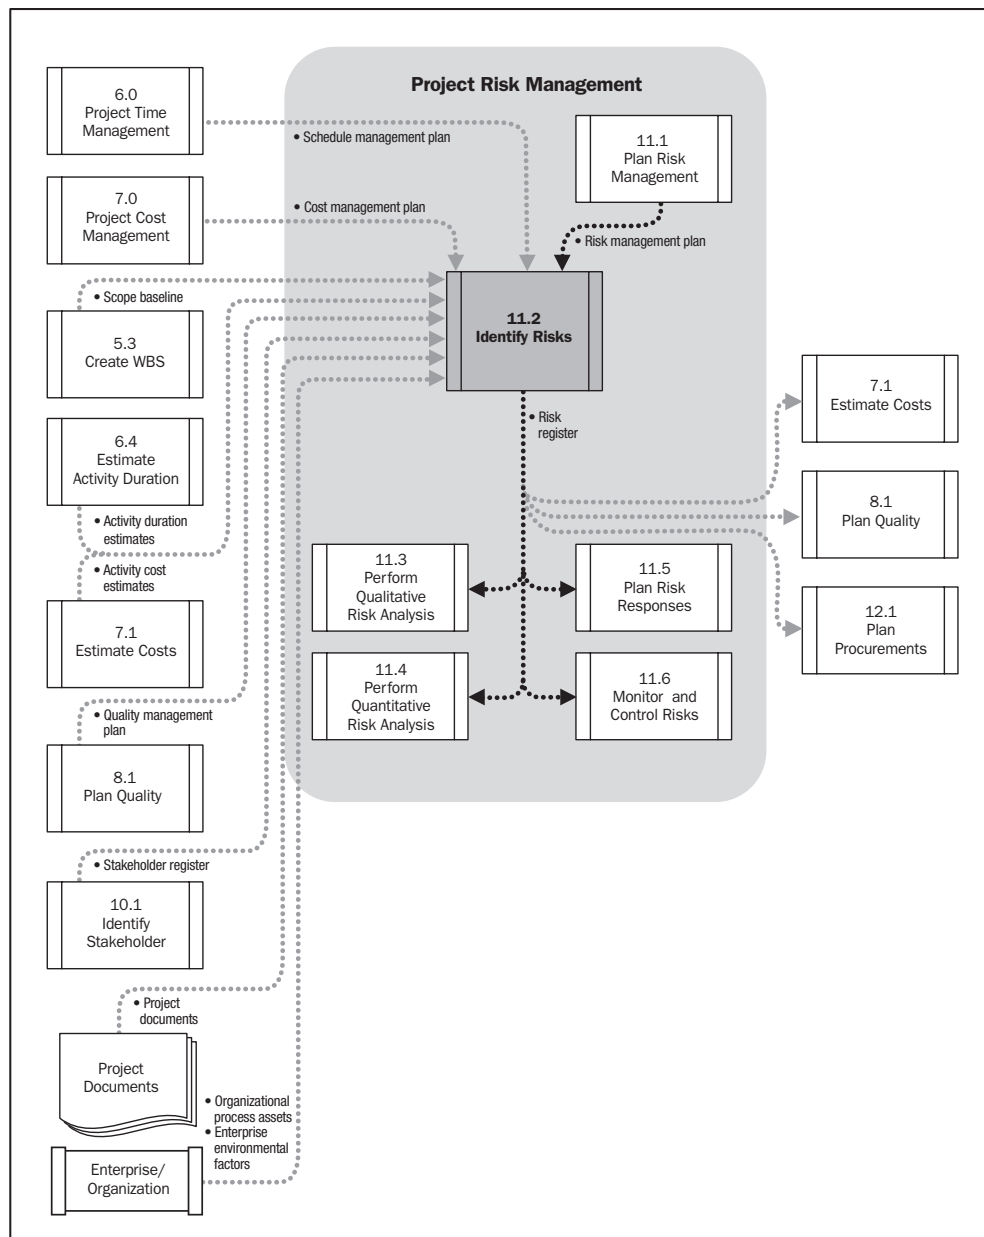 Project Risk Management
6.0
Project Time
Management
• Schedule management plan
11.1
Plan Risk
Management
7.0
Project Cost
Management
• Cost management plan
• Risk management plan
• Scope baseline
5.3
Create WBS
11.2
Identify Risks
7.1
Estimate Costs
• Risk
register
6.4
Estimate
Activity Duration
8.1
Plan Quality
• Activity duration
estimates
• Activity cost
estimates
11.3
Perform
Qualitative
Risk Analysis
11.5
Plan Risk
Responses
7.1
Estimate Costs
12.1
Plan
Procurements
11.4
Perform
Quantitative
Risk Analysis
11.6
Monitor and
Control Risks
• Quality management
plan
8.1
Plan Quality
• Stakeholder register
10.1
Identify
Stakeholder
• Project
documents
Project
Documents
• Organizational
process assets
• Enterprise
environmental
factors
Enterprise/
Organization